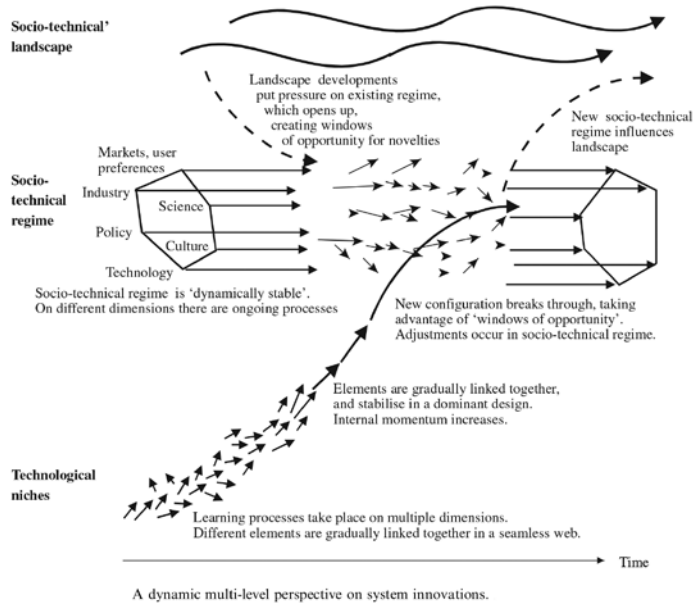 Socio-technical’
landscape
Landscape developments
put pressure on existing regime,
which opens up,
creating windows
of opportunity for novelties
New socio-technical
regime influences
landscape
Socio-
technical
regime
Markets, user
preferences
Industry
Science
Policy
Culture
Technology
Socio-technical regime is ‘dynamically stable’.
On different dimensions there are ongoing processes
New configuration breaks through, taking
advantage of ‘windows of opportunity’.
Adjustments occur in socio-technical regime.
Elements are gradually linked together,
and stabilise in a dominant design.
Internal momentum increases.
Technological
niches
Learning processes take place on multiple dimensions.
Different elements are gradually linked together in a seamless web.
Time
A dynamic multi-level perspective on system innovations.